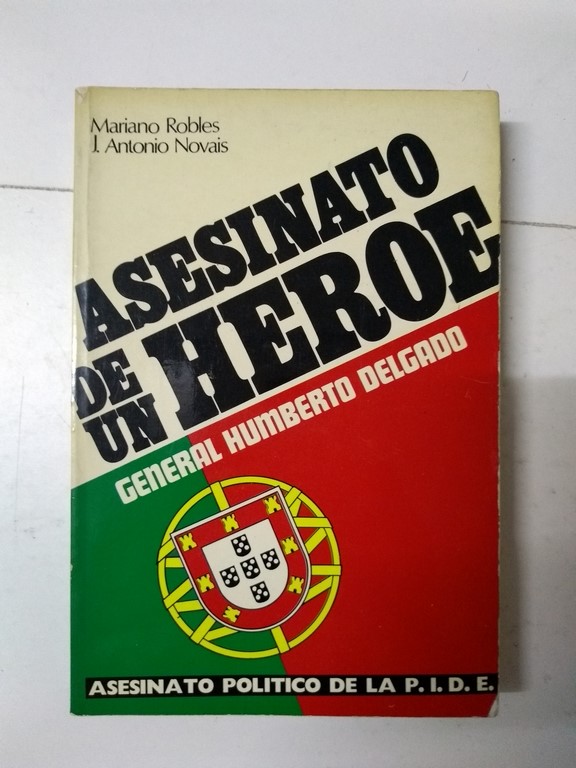 Mariano Robles
J. Antonio Novais
ASESINATO
DE UN HEROE
GENERAL HUMBERTO DELGADO
ASESINATO POLITICO DE LA P.I.D.E.